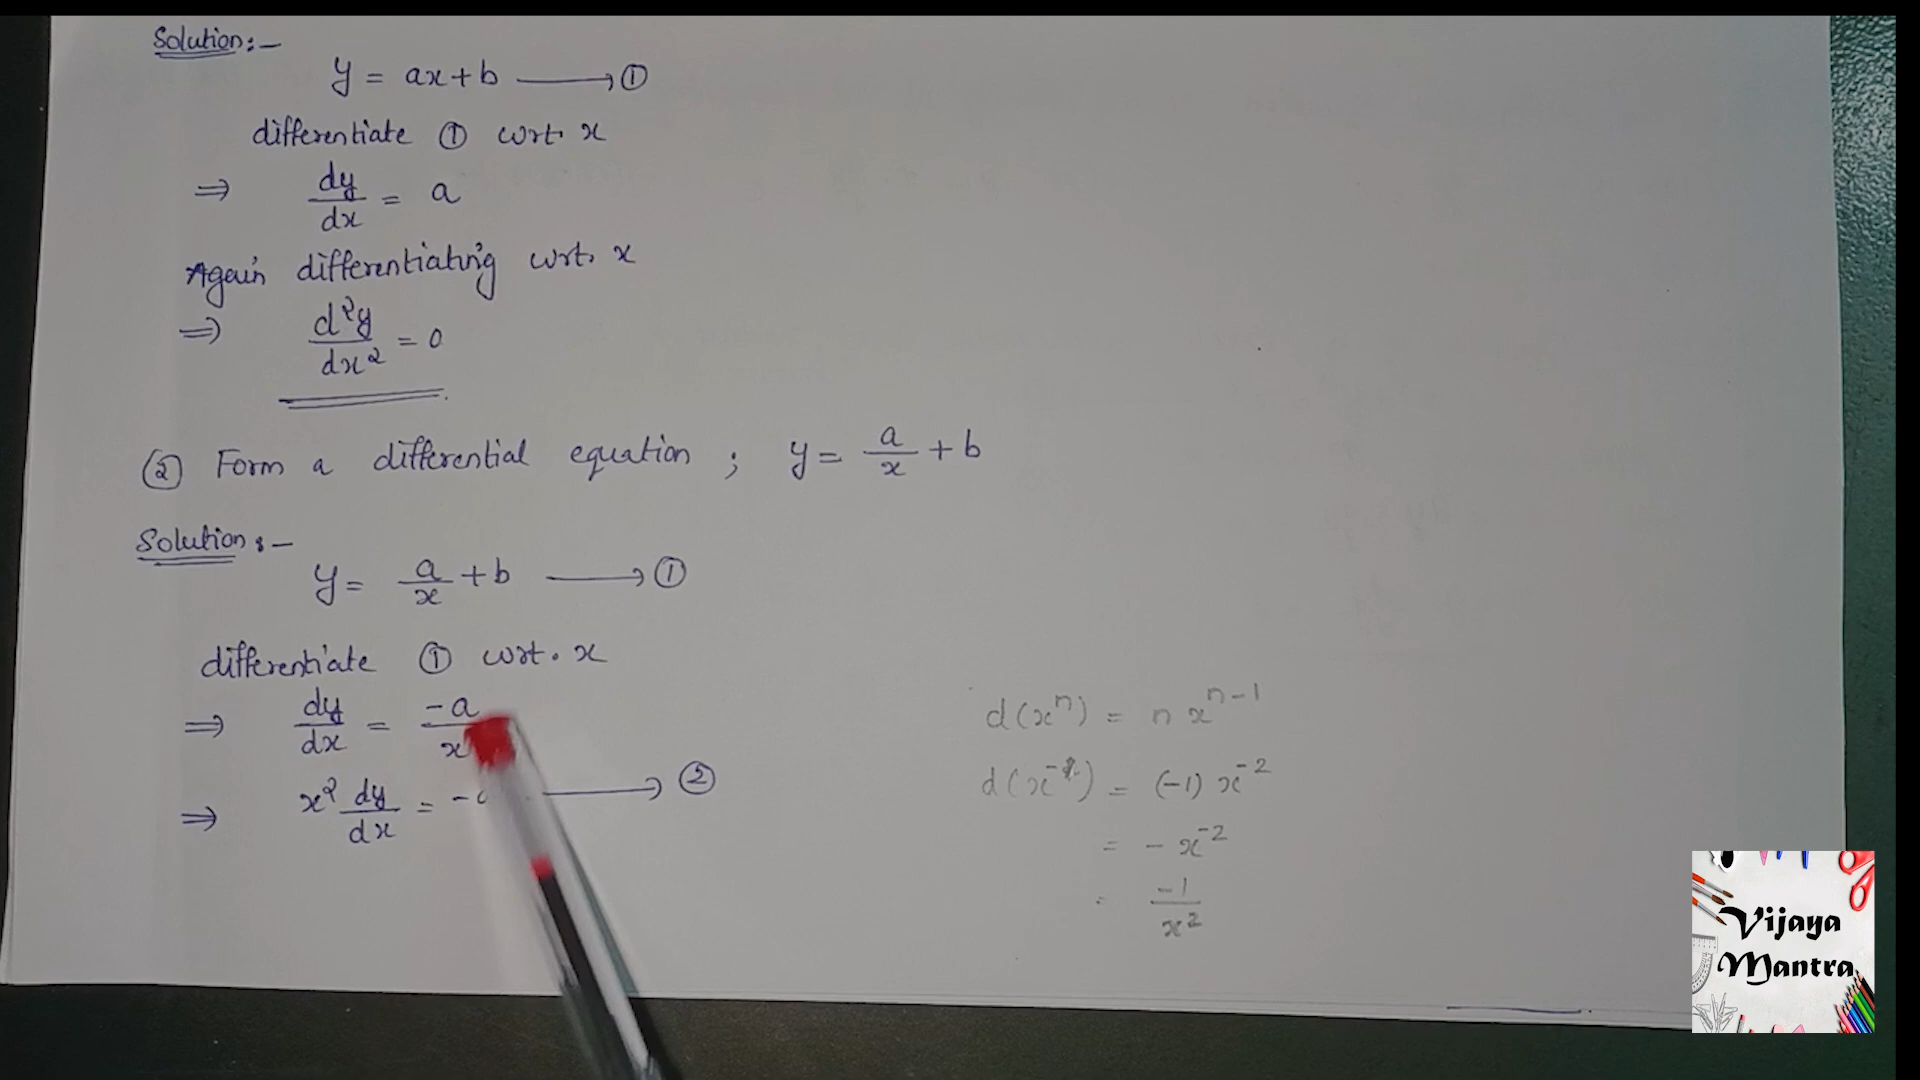 Solution:-
y = ax+b ——→ ①
differentiate ① wrt. x
⇒ dy/dx = a
Again differentiating wrt. x
⇒ d²y/dx² = 0
② Form a differential equation ; y = a/x + b
Solution :-
y = a/x + b ——→ ①
differentiate ① wrt. x
⇒ dy/dx = -a/x
⇒ x² dy/dx = - ——→ ②
d(xⁿ) = n xⁿ⁻¹
d(x⁻¹) = (-1) x⁻²
= - x⁻²
= -1/x²
Vijaya
Mantra